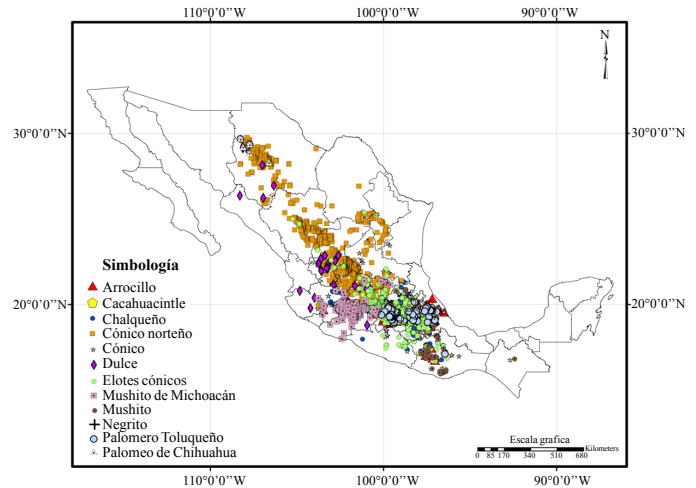 110°0'0''W 100°0'0''W 90°0'0''W
N
30°0'0''N 30°0'0''N
Simbología
Arrocillo
Cacahuacintle
Chalqueño
Cónico norteño
Cónico
Dulce
Elotes cónicos
Mushito de Michoacán
Mushito
Negrito
Palomero Toluqueño
Palomeo de Chihuahua
20°0'0''N 20°0'0''N
Escala grafica
Kilometers
0 85 170 340 510 680
110°0'0''W 100°0'0''W 90°0'0''W